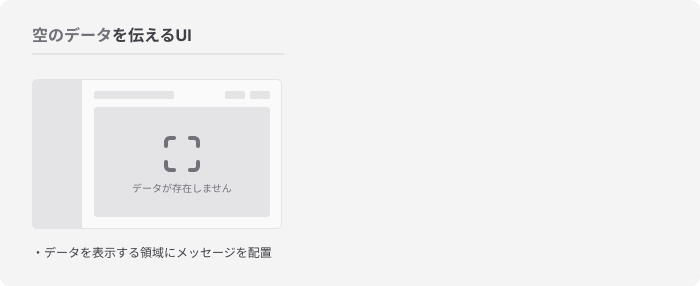 空のデータを伝えるUI
データが存在しません
・データを表示する領域にメッセージを配置